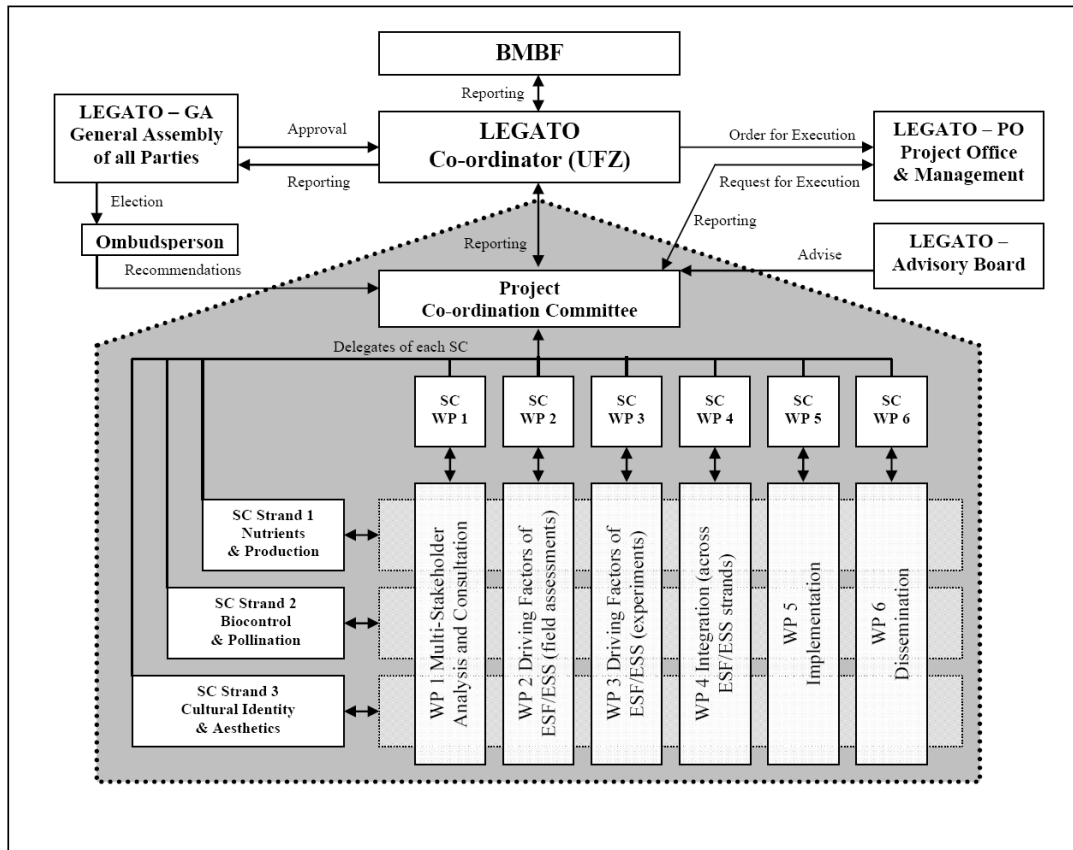 BMBF
Reporting
LEGATO – GA
General Assembly
of all Parties
Approval
Reporting
LEGATO
Co-ordinator (UFZ)
Order for Execution
Request for Execution
Reporting
LEGATO – PO
Project Office
& Management
Election
Ombudsperson
Recommendations
Reporting
Advise
LEGATO –
Advisory Board
Project
Co-ordination Committee
Delegates of each SC
SC
WP 1
SC
WP 2
SC
WP 3
SC
WP 4
SC
WP 5
SC
WP 6
SC Strand 1
Nutrients
& Production
SC Strand 2
Biocontrol
& Pollination
SC Strand 3
Cultural Identity
& Aesthetics
WP 1 Multi-Stakeholder
Analysis and Consultation
WP 2 Driving Factors of
ESF/ESS (field assessments)
WP 3 Driving Factors of
ESF/ESS (experiments)
WP 4 Integration (across
ESF/ESS strands)
WP 5
Implementation
WP 6
Dissemination